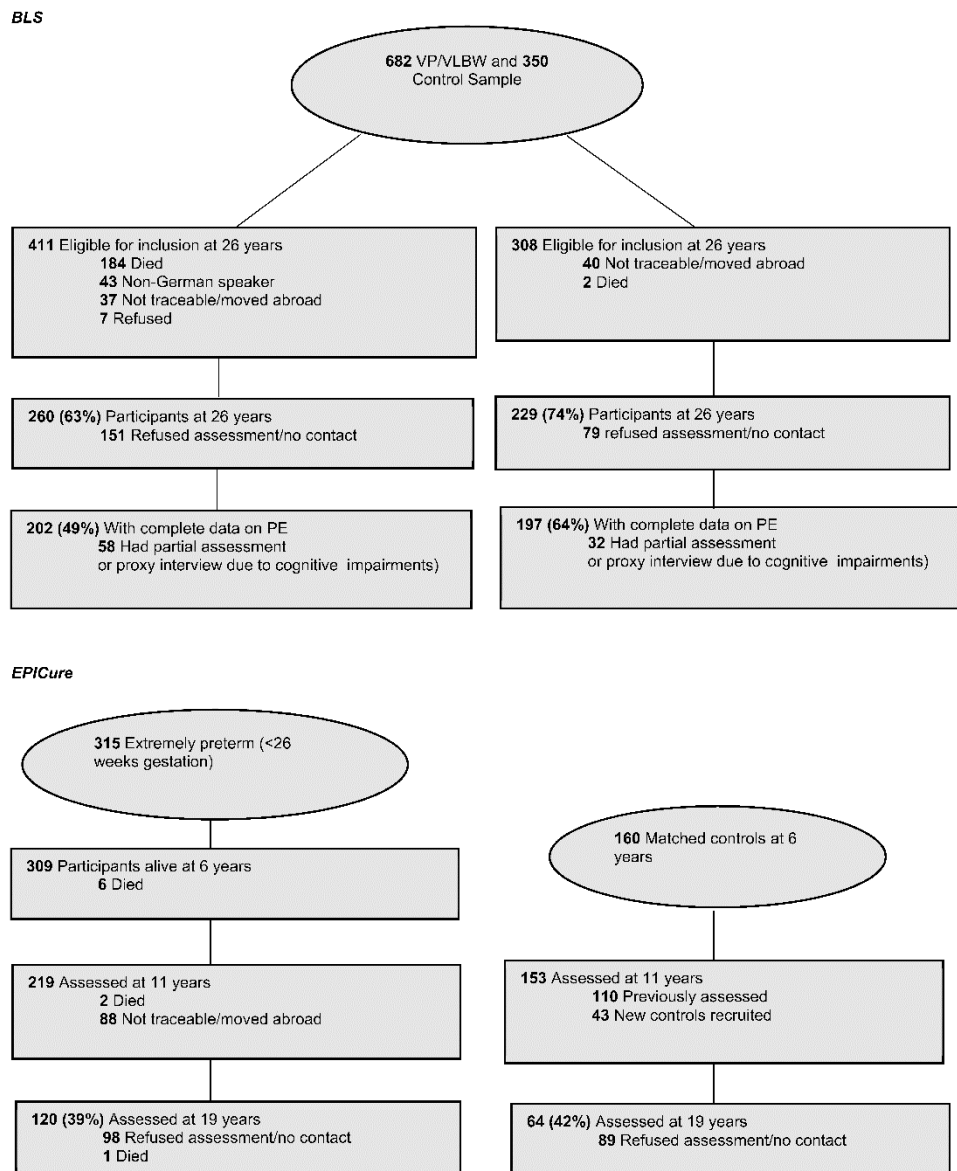 BLS
682 VP/VLBW and 350
Control Sample
411 Eligible for inclusion at 26 years
184 Died
43 Non-German speaker
37 Not traceable/moved abroad
7 Refused
308 Eligible for inclusion at 26 years
40 Not traceable/moved abroad
2 Died
260 (63%) Participants at 26 years
151 Refused assessment/no contact
229 (74%) Participants at 26 years
79 refused assessment/no contact
202 (49%) With complete data on PE
58 Had partial assessment
or proxy interview due to cognitive impairments)
197 (64%) With complete data on PE
32 Had partial assessment
or proxy interview due to cognitive impairments)
EPICure
315 Extremely preterm (<26
weeks gestation)
160 Matched controls at 6
years
309 Participants alive at 6 years
6 Died
219 Assessed at 11 years
2 Died
88 Not traceable/moved abroad
153 Assessed at 11 years
110 Previously assessed
43 New controls recruited
120 (39%) Assessed at 19 years
98 Refused assessment/no contact
1 Died
64 (42%) Assessed at 19 years
89 Refused assessment/no contact